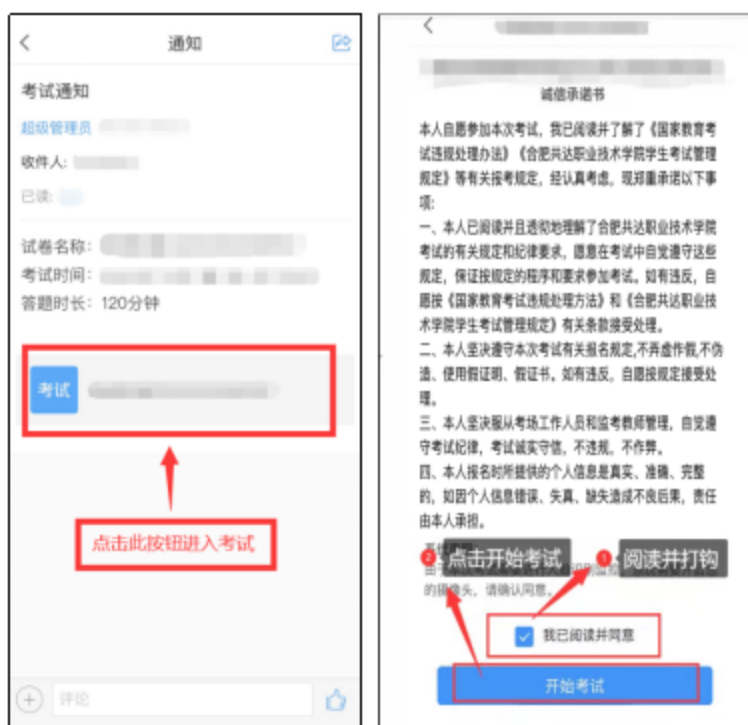 通知
考试通知
超级管理员
收件人:
已读:
试卷名称:
考试时间:
答题时长: 120分钟
考试
点击此按钮进入考试
评论
诚信承诺书
本人自愿参加本次考试，我已阅读并了解了《国家教育考
试违规处理办法》《合肥共达职业技术学院学生考试管理
规定》等有关报考规定，经认真考虑，现郑重承诺以下事
项:
一、本人已阅读并且透彻地理解了合肥共达职业技术学院
考试的有关规定和纪律要求，愿意在考试中自觉遵守这些
规定，保证按规定的程序和要求参加考试。如有违反，自
愿按《国家教育考试违规处理方法》和《合肥共达职业技
术学院学生考试管理规定》有关条款接受处理。
二、本人坚决遵守本次考试有关报名规定,不弄虚作假,不伪
造、使用假证明、假证书。如有违反，自愿按规定接受处
理。
三、本人坚决服从考场工作人员和监考教师管理，自觉遵
守考试纪律，考试诚实守信，不违规，不作弊。
四、本人报名时所提供的个人信息是真实、准确、完整
的，如因个人信息错误、失真、缺失造成不良后果，责任
由本人承担。
2 点击开始考试
1 阅读并打钩
的摄像头，请确认同意。
我已阅读并同意
开始考试